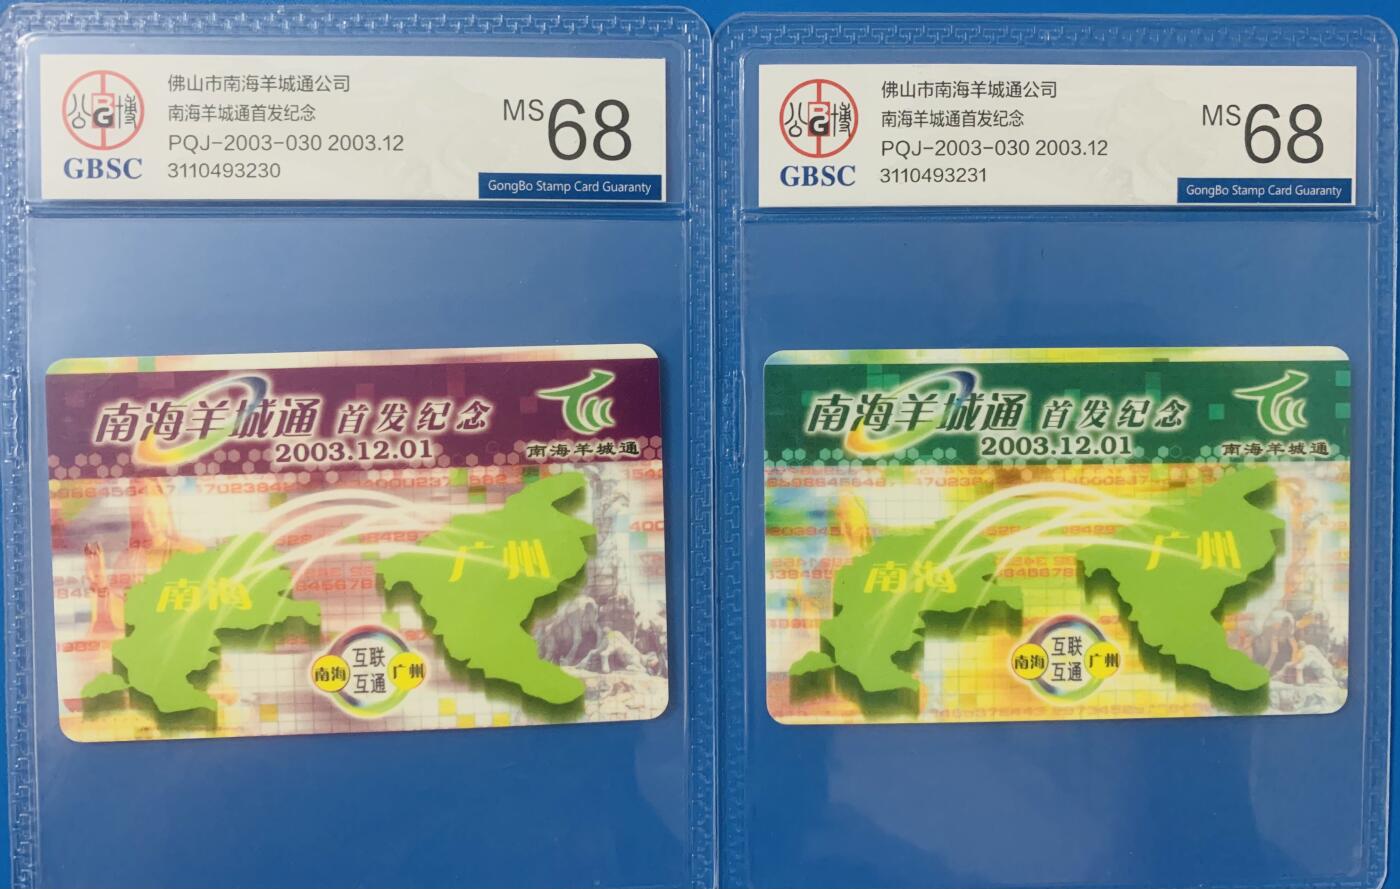 公博
BG
GBSC
佛山市南海羊城通公司
南海羊城通首发纪念
PQJ-2003-030 2003.12
3110493230
MS 68
GongBo Stamp Card Guaranty
南海羊城通 首发纪念
2003.12.01
南海羊城通
广州
南海
南海 互联互通 广州
公博
BG
GBSC
佛山市南海羊城通公司
南海羊城通首发纪念
PQJ-2003-030 2003.12
3110493231
MS 68
GongBo Stamp Card Guaranty
南海羊城通 首发纪念
2003.12.01
南海羊城通
广州
南海
南海 互联互通 广州